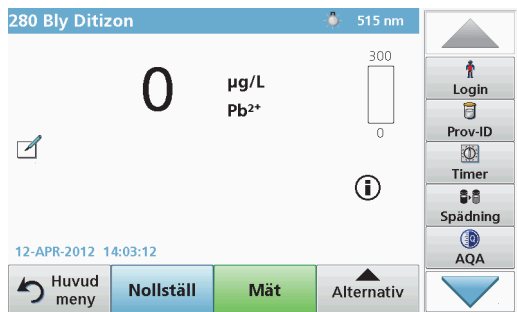 280 Bly Ditizon
515 nm
300
0
µg/L
Pb²⁺
0
12-APR-2012 14:03:12
Huvud
meny
Nollställ
Mät
Alternativ
Login
Prov-ID
Timer
Spädning
AQA